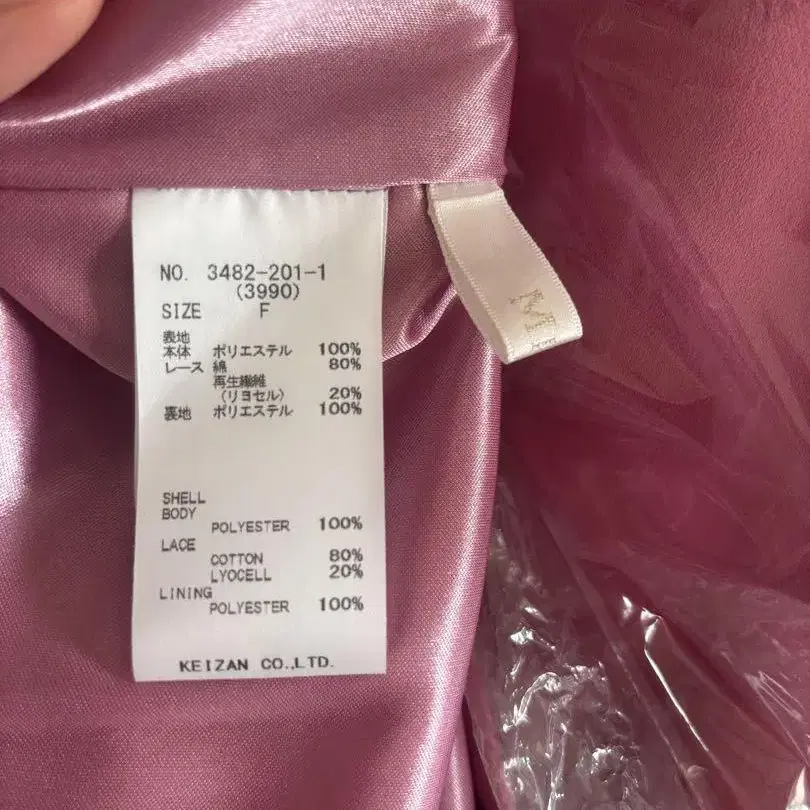 NO. 3482-201-1
(3990)
SIZE F
表地
本体 ポリエステル 100%
レース 綿 80%
再生繊維
(リヨセル) 20%
裏地 ポリエステル 100%
SHELL
BODY
POLYESTER 100%
LACE
COTTON 80%
LYOCELL 20%
LINING
POLYESTER 100%
KEIZAN CO.,LTD.